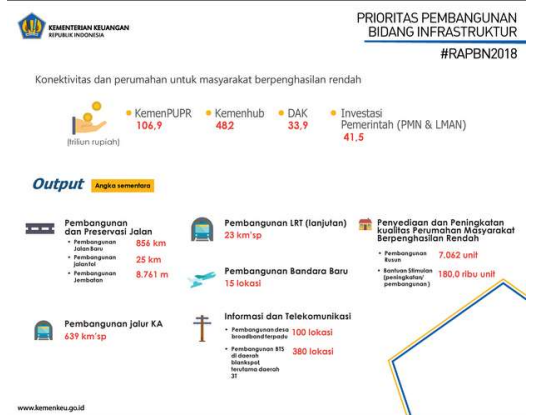 KEMENTERIAN KEUANGAN
REPUBLIK INDONESIA
PRIORITAS PEMBANGUNAN
BIDANG INFRASTRUKTUR
#RAPBN2018
Konektivitas dan perumahan untuk masyarakat berpenghasilan rendah
(triliun rupiah)
• KemenPUPR
106,9
• Kemenhub
48,2
• DAK
33,9
• Investasi
Pemerintah (PMN & LMAN)
41,5
Output
Angka sementara
Pembangunan
dan Preservasi Jalan
• Pembangunan
Jalan Baru
856 km
• Pembangunan
jalan tol
25 km
• Pembangunan
Jembatan
8.761 m
Pembangunan jalur KA
639 km'sp
Pembangunan LRT (lanjutan)
23 km'sp
Pembangunan Bandara Baru
15 lokasi
Informasi dan Telekomunikasi
• Pembangunan desa
broadband terpadu
100 lokasi
• Pembangunan BTS
di daerah
blankspot
terutama daerah
3T
380 lokasi
Penyediaan dan Peningkatan
kualitas Perumahan Masyarakat
Berpenghasilan Rendah
• Pembangunan
Rusun
7.062 unit
• Bantuan Stimulan
(peningkatan/
pembangunan)
180,0 ribu unit
www.kemenkeu.go.id